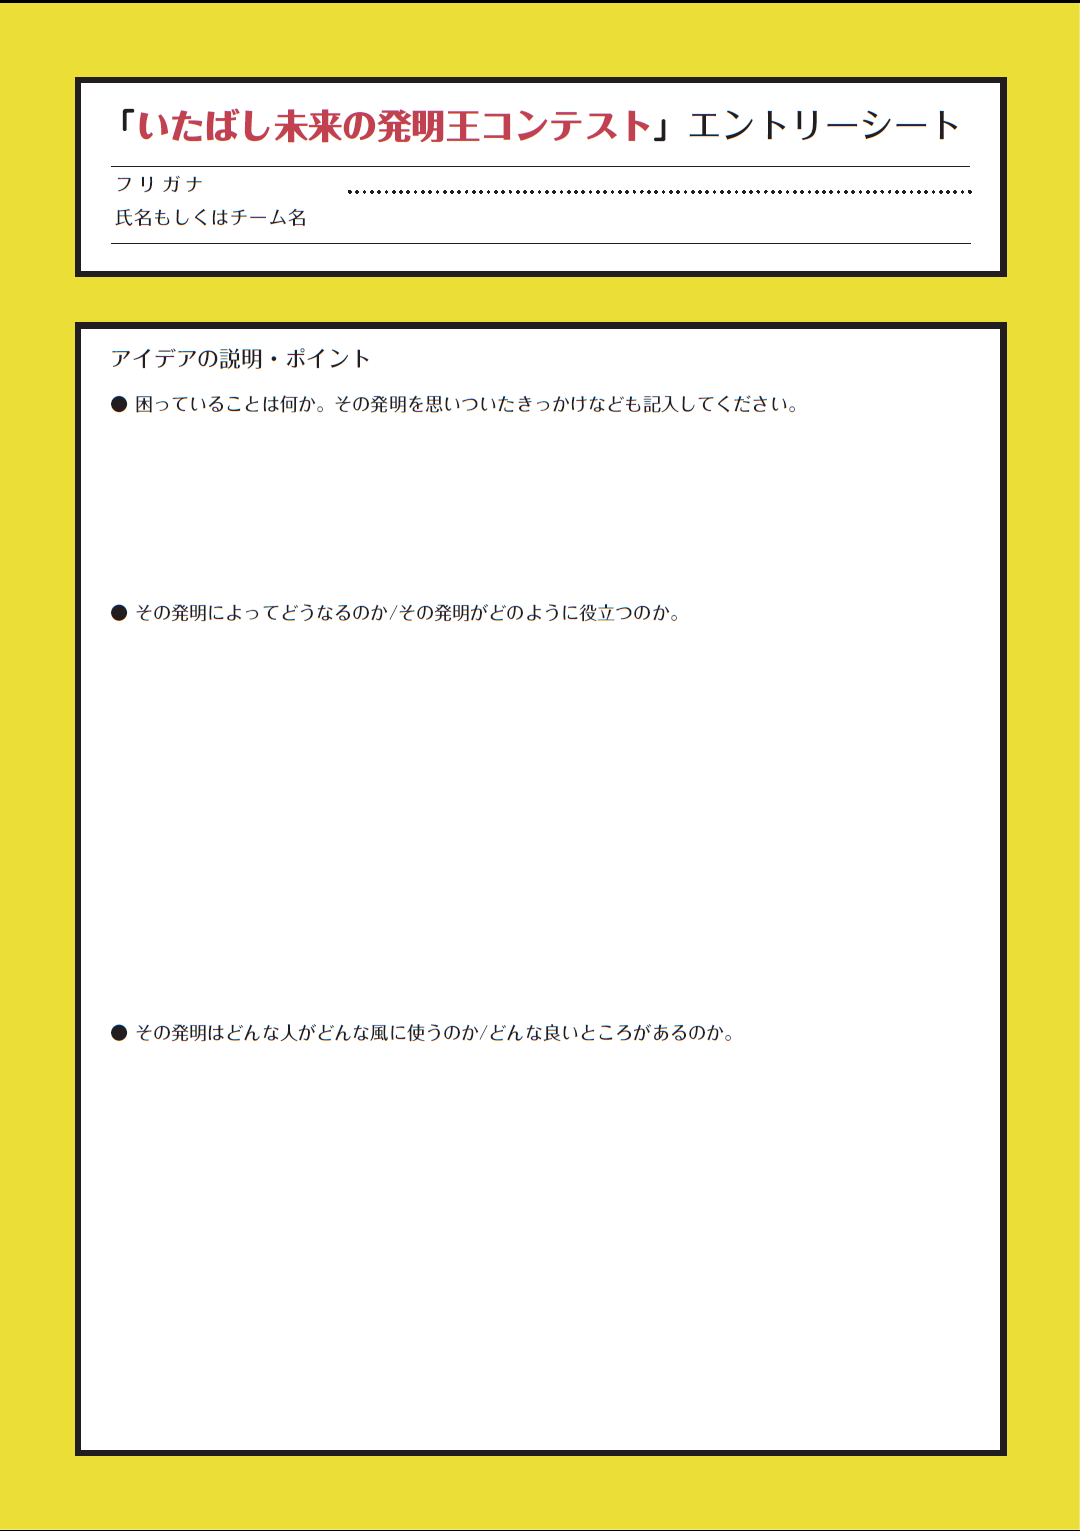 「いたばし未来の発明王コンテスト」エントリーシート
フリガナ
氏名もしくはチーム名
アイデアの説明・ポイント
● 困っていることは何か。その発明を思いついたきっかけなども記入してください。
● その発明によってどうなるのか/その発明がどのように役立つのか。
● その発明はどんな人がどんな風に使うのか/どんな良いところがあるのか。